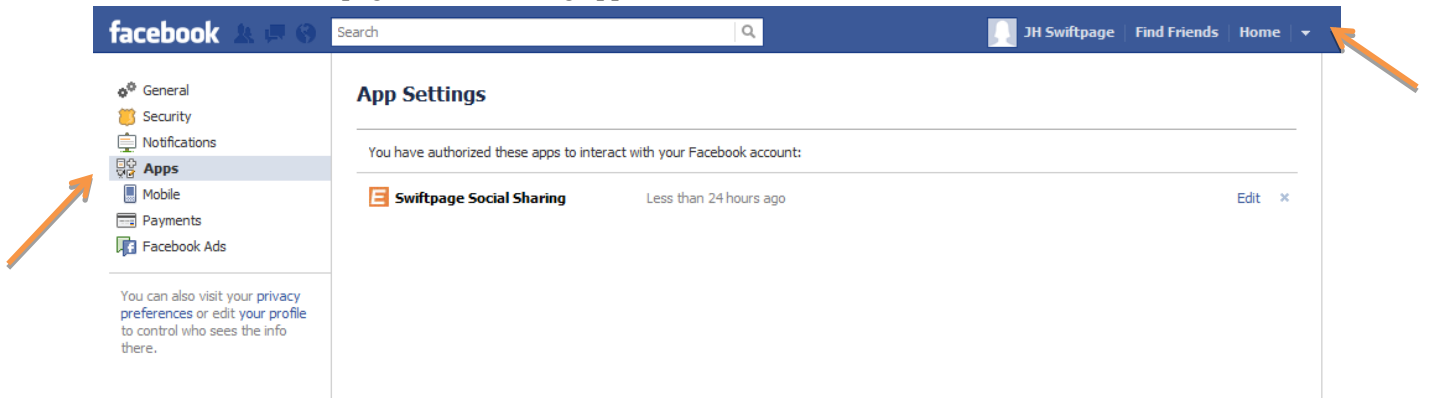 facebook
Search
JH Swiftpage
Find Friends
Home
General
Security
Notifications
Apps
Mobile
Payments
Facebook Ads
You can also visit your privacy
preferences or edit your profile
to control who sees the info
there.
App Settings
You have authorized these apps to interact with your Facebook account:
Swiftpage Social Sharing Less than 24 hours ago Edit ×